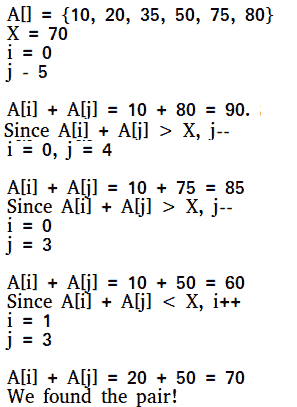 A[] = {10, 20, 35, 50, 75, 80}
X = 70
i = 0
j - 5
A[i] + A[j] = 10 + 80 = 90.
Since A[i] + A[j] > X, j--
i = 0, j = 4
A[i] + A[j] = 10 + 75 = 85
Since A[i] + A[j] > X, j--
i = 0
j = 3
A[i] + A[j] = 10 + 50 = 60
Since A[i] + A[j] < X, i++
i = 1
j = 3
A[i] + A[j] = 20 + 50 = 70
We found the pair!